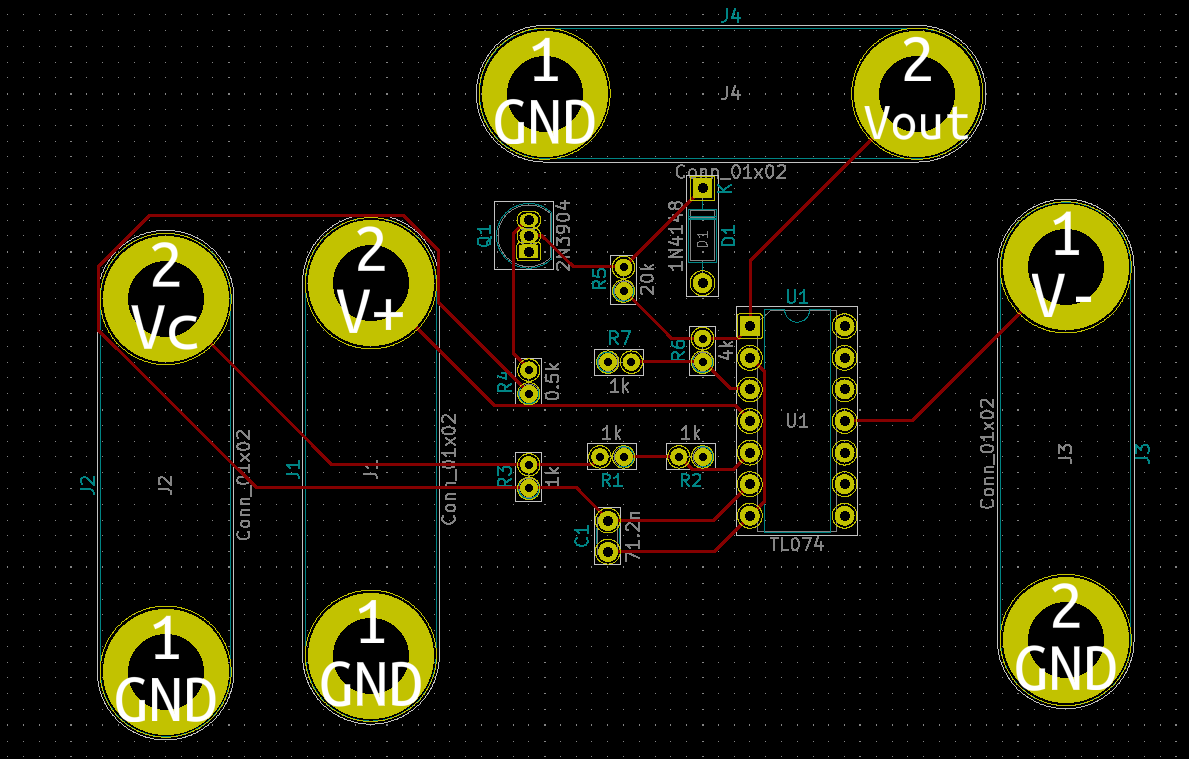 J4
1
GND
J4
2
Vout
Conn_01x02
K
Q1
2N3904
1N4148
D1
D1
R5
20k
2
Vc
2
V+
1
V-
U1
R7
1k
R6
4k
R4
0.5k
J2
J2
Conn_01x02
J1
J1
Conn_01x02
R3
1k
1k
R1
1k
R2
U1
C1
71.2n
TL074
Conn_01x02
J3
J3
1
GND
1
GND
2
GND